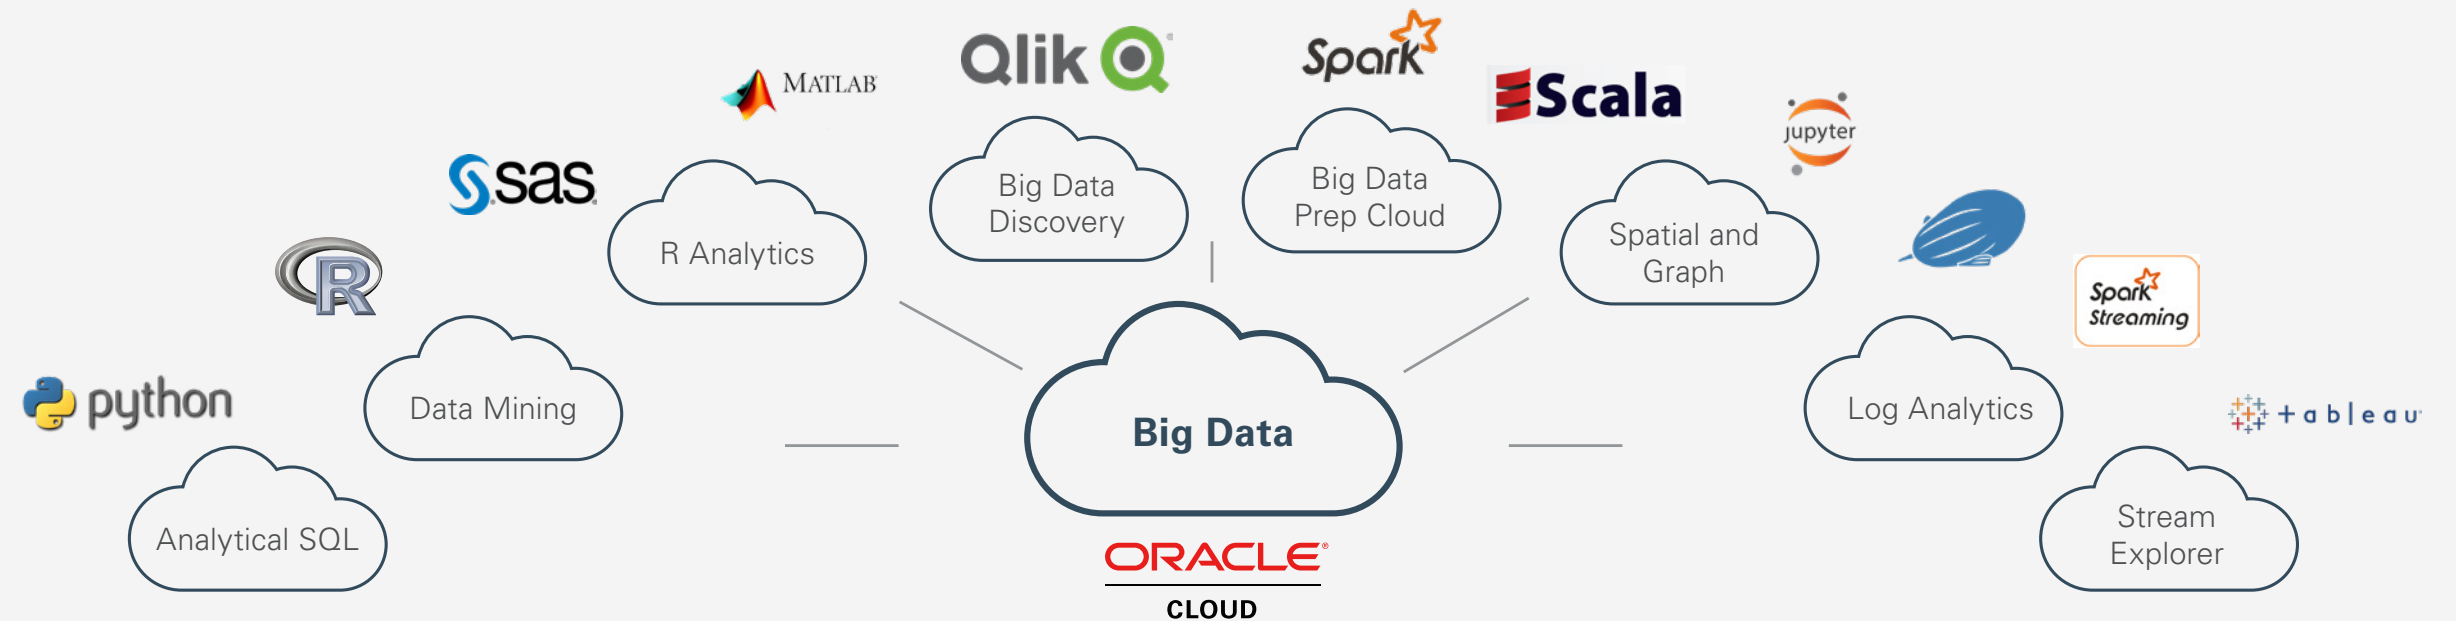 Qlik
Spark
MATLAB
Scala
jupyter
sas
Big Data
Discovery
Big Data
Prep Cloud
R Analytics
Spatial and
Graph
R
Spark
Streaming
python
Data Mining
Big Data
Log Analytics
+ableau
Analytical SQL
Stream
Explorer
ORACLE®
CLOUD